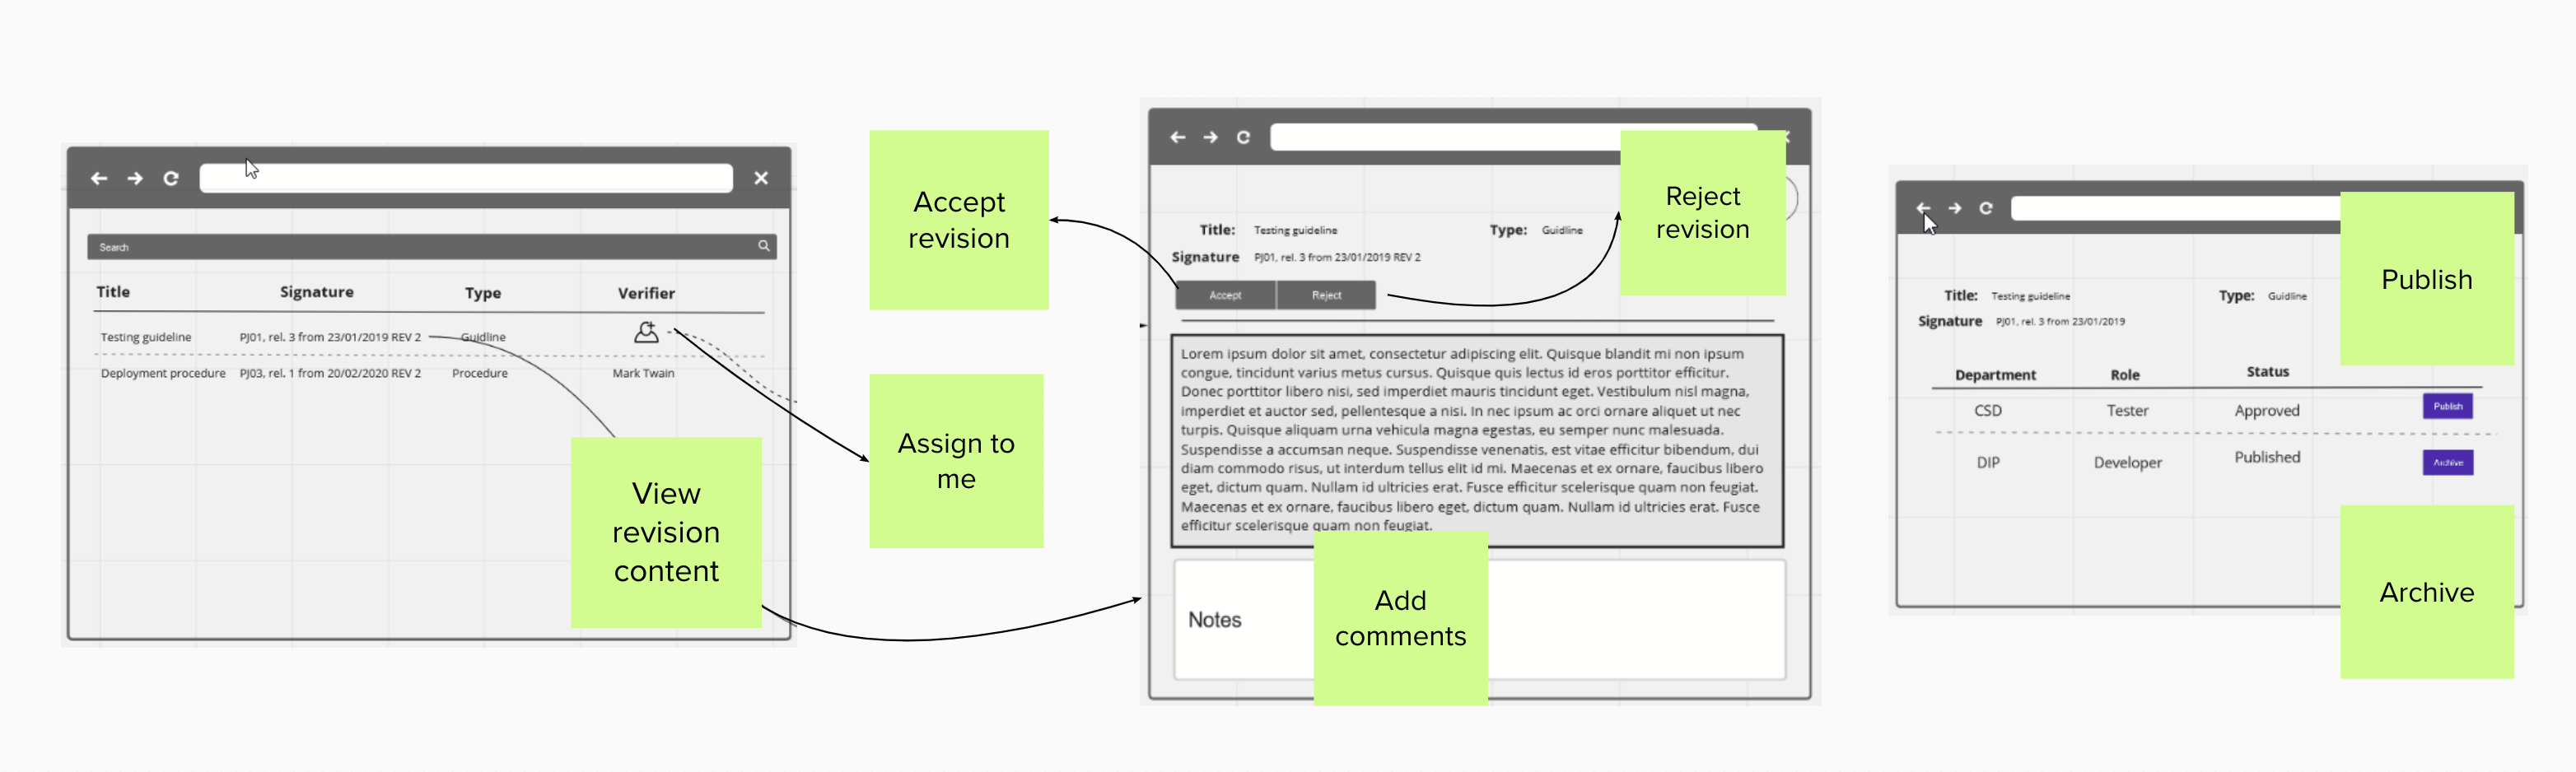 Search
Title Signature Type Verifier
Testing guideline PJ01, rel. 3 from 23/01/2019 REV 2 Guidline
Deployment procedure PJ03, rel. 1 from 20/02/2020 REV 2 Procedure Mark Twain
View
revision
content
Accept
revision
Assign to
me
Reject
revision
Title: Testing guideline Type: Guidline
Signature PJ01, rel. 3 from 23/01/2019 REV 2
Accept Reject
Lorem ipsum dolor sit amet, consectetur adipiscing elit. Quisque blandit mi non ipsum
congue, tincidunt varius metus cursus. Quisque quis lectus id eros porttitor efficitur.
Donec porttitor libero nisi, sed imperdiet mauris tincidunt eget. Vestibulum nisl magna,
imperdiet et auctor sed, pellentesque a nisi. In nec ipsum ac orci ornare aliquet ut nec
turpis. Quisque aliquam urna vehicula magna egestas, eu semper nunc malesuada.
Suspendisse a accumsan neque. Suspendisse venenatis, est vitae efficitur bibendum, dui
diam commodo risus, ut interdum tellus elit id mi. Maecenas et ex ornare, faucibus libero
eget, dictum quam. Nullam id ultricies erat. Fusce efficitur scelerisque quam non feugiat.
Maecenas et ex ornare, faucibus libero eget, dictum quam. Nullam id ultricies erat. Fusce
efficitur scelerisque quam non feugiat.
Notes
Add
comments
Publish
Title: Testing guideline Type: Guidline
Signature PJ01, rel. 3 from 23/01/2019
Department Role Status
CSD Tester Approved Publish
DIP Developer Published Archive
Archive